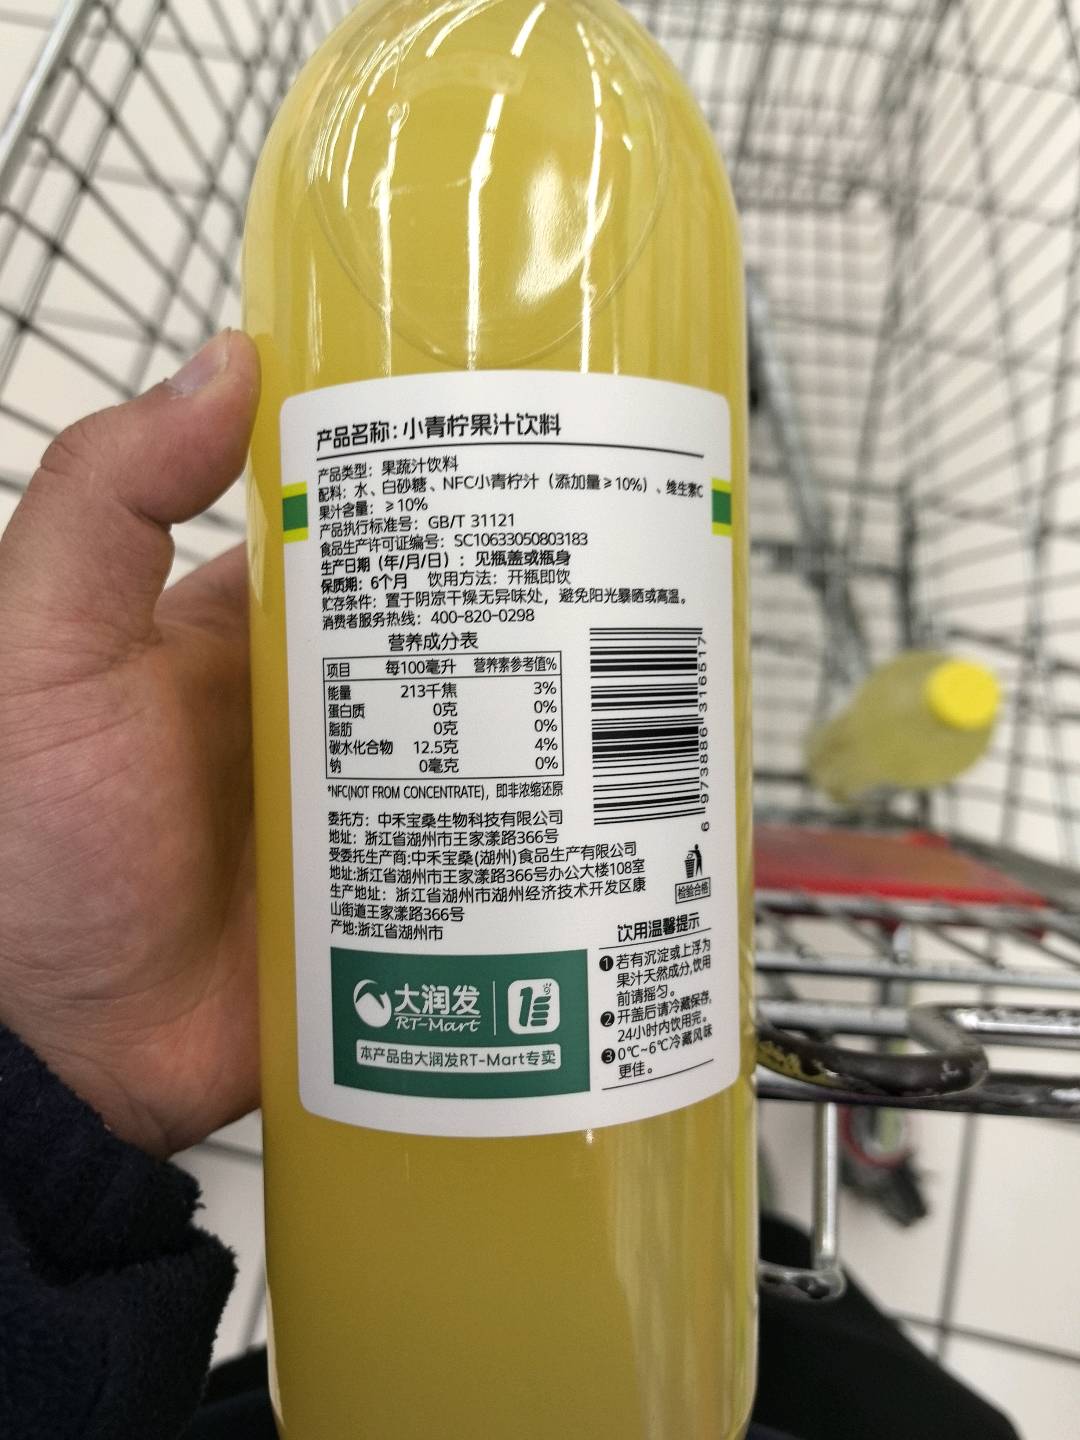 产品名称:小青柠果汁饮料
产品类型：果蔬汁饮料
配料：水、白砂糖、NFC小青柠汁（添加量≥10%）、维生素C
果汁含量：≥10%
产品执行标准号：GB/T 31121
食品生产许可证编号：SC10633050803183
生产日期（年/月/日）：见瓶盖或瓶身
保质期：6个月 饮用方法：开瓶即饮
贮存条件：置于阴凉干燥无异味处，避免阳光暴晒或高温。
消费者服务热线：400-820-0298
营养成分表
项目 每100毫升 营养素参考值%
能量 213千焦 3%
蛋白质 0克 0%
脂肪 0克 0%
碳水化合物 12.5克 4%
钠 0毫克 0%
*NFC(NOT FROM CONCENTRATE)，即非浓缩还原
6 973886 316517
委托方：中禾宝桑生物科技有限公司
地址：浙江省湖州市王家漾路366号
受委托生产商:中禾宝桑(湖州)食品生产有限公司
地址:浙江省湖州市王家漾路366号办公大楼108室
生产地址：浙江省湖州市湖州经济技术开发区康
山街道王家漾路366号
产地:浙江省湖州市
检验合格
饮用温馨提示
❶若有沉淀或上浮为
果汁天然成分,饮用
前请摇匀。
❷开盖后请冷藏保存,
24小时内饮用完。
❸0℃~6℃冷藏风味
更佳。
大润发
RT-Mart
本产品由大润发RT-Mart专卖